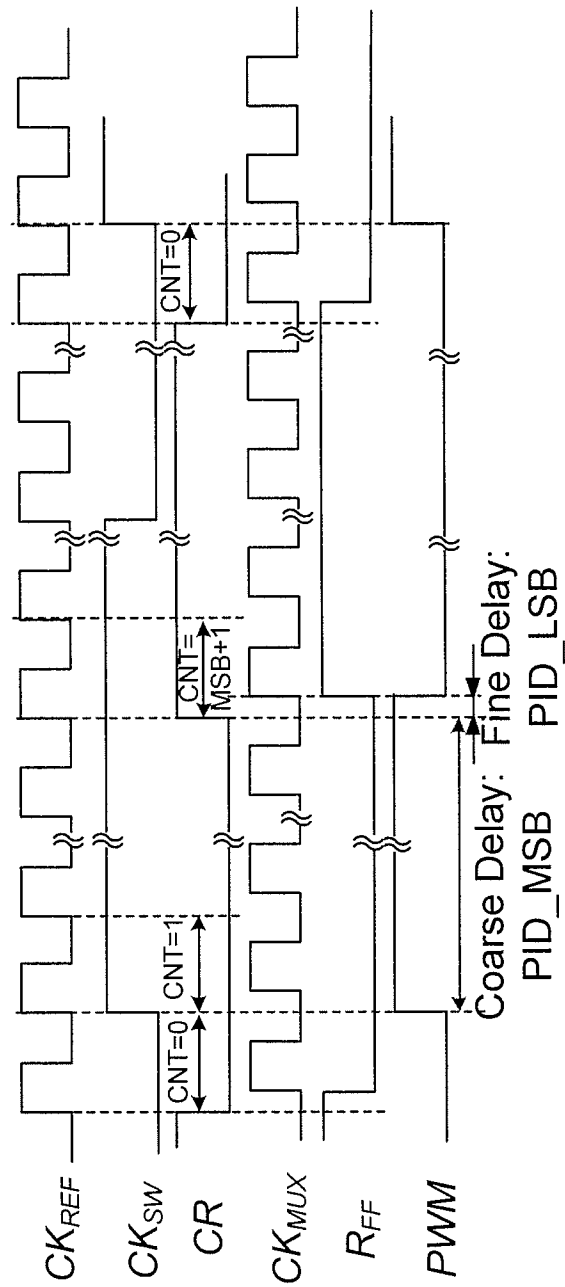 CK_REF
CK_SW
CR
CK_MUX
R_FF
PWM
CNT=0
CNT=1
CNT=
MSB+1
CNT=0
Coarse Delay:
PID_MSB
Fine Delay:
PID_LSB